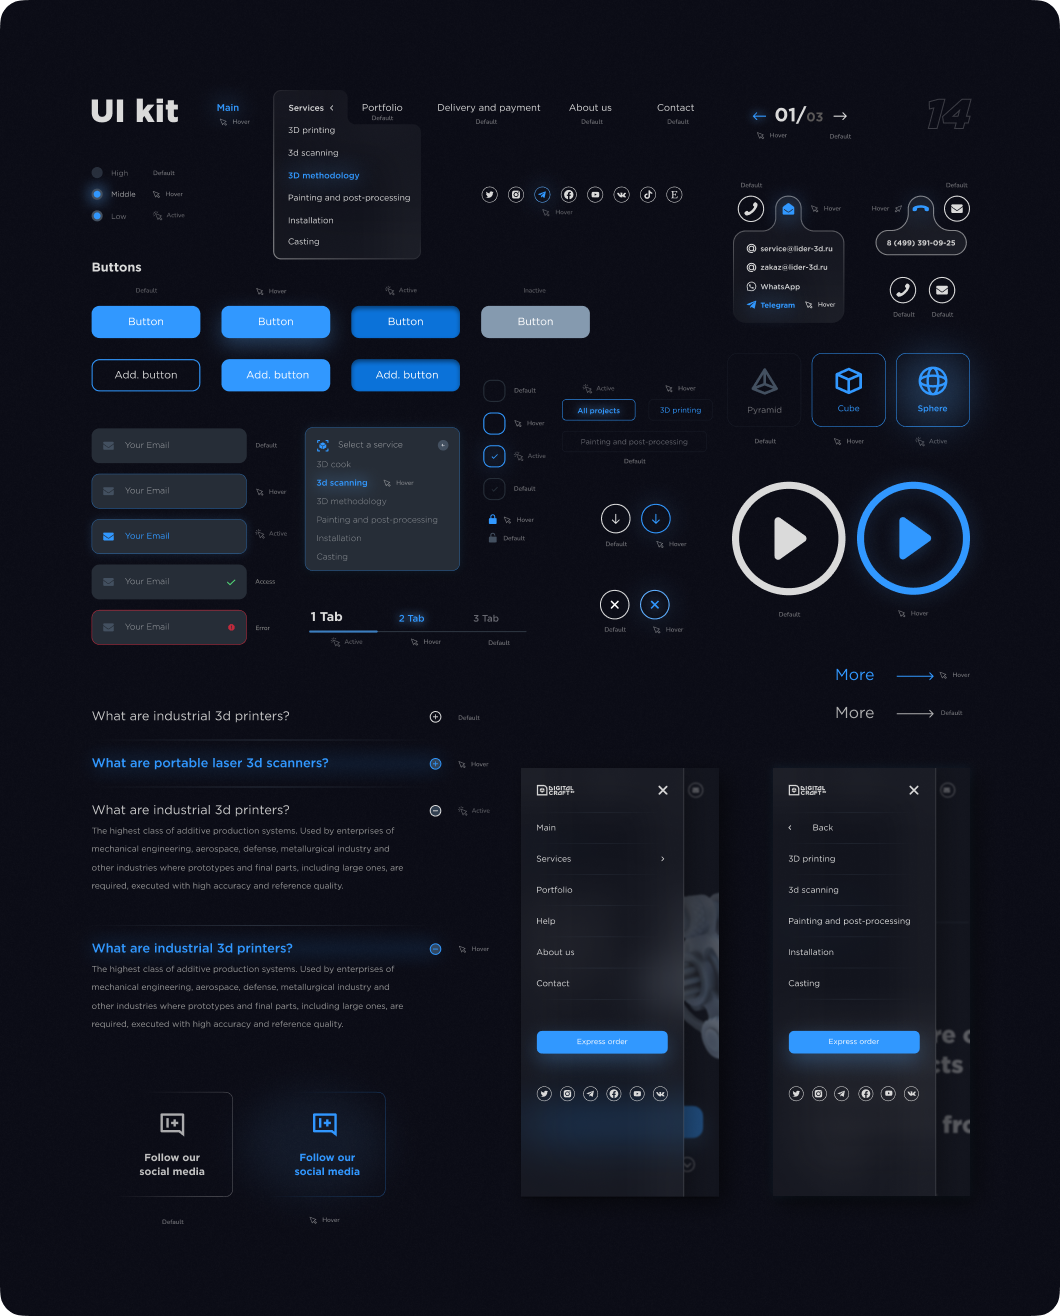 UI kit
Main
Hover
Services
Portfolio
Default
Delivery and payment
Default
About us
Default
Contact
Default
01/03
Hover
Default
14
3D printing
3d scanning
3D methodology
Painting and post-processing
Installation
Casting
High
Default
Middle
Hover
Low
Active
Hover
Default
Hover
service@lider-3d.ru
zakaz@lider-3d.ru
WhatsApp
Telegram
Hover
Default
Hover
8 (499) 391-09-25
Default
Default
Buttons
Default
Hover
Active
Inactive
Button
Button
Button
Button
Add. button
Add. button
Add. button
Default
Hover
Active
Default
Hover
Default
Active
Hover
All projects
3D printing
Painting and post-processing
Default
Pyramid
Cube
Sphere
Default
Hover
Active
Your Email
Default
Your Email
Hover
Your Email
Active
Your Email
Access
Your Email
Error
Select a service
3D cook
3d scanning
Hover
3D methodology
Painting and post-processing
Installation
Casting
Default
Hover
Default
Hover
Default
Hover
1 Tab
2 Tab
3 Tab
Active
Hover
Default
More
Hover
More
Default
What are industrial 3d printers?
Default
What are portable laser 3d scanners?
Hover
What are industrial 3d printers?
Active
The highest class of additive production systems. Used by enterprises of
mechanical engineering, aerospace, defense, metallurgical industry and
other industries where prototypes and final parts, including large ones, are
required, executed with high accuracy and reference quality.
What are industrial 3d printers?
Hover
The highest class of additive production systems. Used by enterprises of
mechanical engineering, aerospace, defense, metallurgical industry and
other industries where prototypes and final parts, including large ones, are
required, executed with high accuracy and reference quality.
Follow our
social media
Default
Follow our
social media
Hover
DIGITAL
CRAFT
Main
Services
Portfolio
Help
About us
Contact
Express order
DIGITAL
CRAFT
Back
3D printing
3d scanning
Painting and post-processing
Installation
Casting
Express order